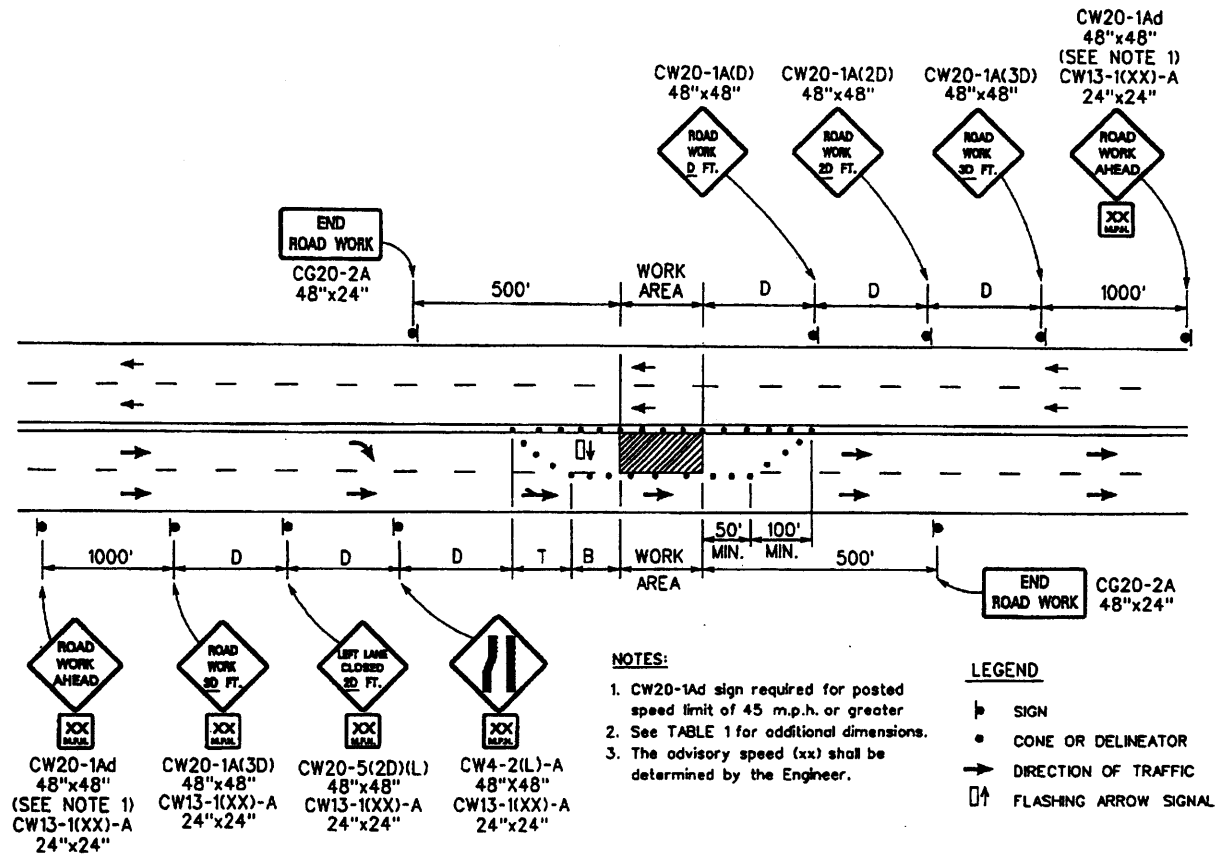 CW20-1Ad
48"x48"
(SEE NOTE 1)
CW13-1(XX)-A
24"x24"
CW20-1A(D)
48"x48"
CW20-1A(2D)
48"x48"
CW20-1A(3D)
48"x48"
ROAD
WORK
D FT.
ROAD
WORK
2D FT.
ROAD
WORK
3D FT.
ROAD
WORK
AHEAD
XX
M.P.H.
END
ROAD WORK
CG20-2A
48"x24"
500'
WORK
AREA
D
D
D
1000'
1000'
D
D
D
T
B
WORK
AREA
50'
MIN.
100'
MIN.
500'
END
ROAD WORK
CG20-2A
48"x24"
ROAD
WORK
AHEAD
XX
M.P.H.
CW20-1Ad
48"x48"
(SEE NOTE 1)
CW13-1(XX)-A
24"x24"
ROAD
WORK
3D FT.
XX
M.P.H.
CW20-1A(3D)
48"x48"
CW13-1(XX)-A
24"x24"
LEFT LANE
CLOSED
2D FT.
XX
M.P.H.
CW20-5(2D)(L)
48"x48"
CW13-1(XX)-A
24"x24"
XX
M.P.H.
CW4-2(L)-A
48"X48"
CW13-1(XX)-A
24"x24"
NOTES:
1. CW20-1Ad sign required for posted
speed limit of 45 m.p.h. or greater
2. See TABLE 1 for additional dimensions.
3. The advisory speed (xx) shall be
determined by the Engineer.
LEGEND
SIGN
CONE OR DELINEATOR
DIRECTION OF TRAFFIC
FLASHING ARROW SIGNAL